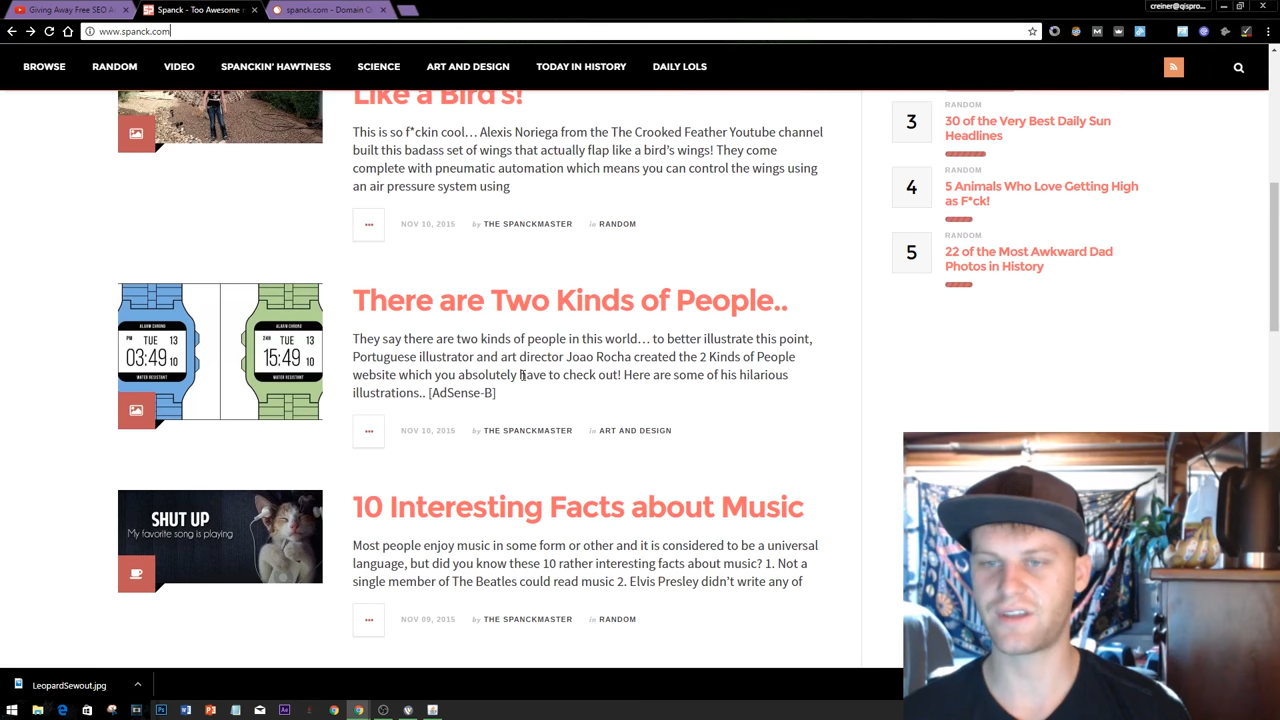 Giving Away Free SEO A
Spanck - Too Awesome
spanck.com - Domain O
creiner@qispro...
www.spanck.com
BROWSE RANDOM VIDEO SPANCKIN' HAWTNESS SCIENCE ART AND DESIGN TODAY IN HISTORY DAILY LOLS
Like a Bird's!
This is so f*ckin cool... Alexis Noriega from the The Crooked Feather Youtube channel
built this badass set of wings that actually flap like a bird's wings! They come
complete with pneumatic automation which means you can control the wings using
an air pressure system using
NOV 10, 2015 by THE SPANCKMASTER in RANDOM
ALARM CHRONO
PM TUE 13
03:49 10
WATER RESISTANT
ALARM CHRONO
24H TUE 13
15:49 10
WATER RESISTANT
There are Two Kinds of People..
They say there are two kinds of people in this world... to better illustrate this point,
Portuguese illustrator and art director Joao Rocha created the 2 Kinds of People
website which you absolutely have to check out! Here are some of his hilarious
illustrations.. [AdSense-B]
NOV 10, 2015 by THE SPANCKMASTER in ART AND DESIGN
SHUT UP
My favorite song is playing
10 Interesting Facts about Music
Most people enjoy music in some form or other and it is considered to be a universal
language, but did you know these 10 rather interesting facts about music? 1. Not a
single member of The Beatles could read music 2. Elvis Presley didn't write any of
NOV 09, 2015 by THE SPANCKMASTER in RANDOM
3
RANDOM
30 of the Very Best Daily Sun
Headlines
4
RANDOM
5 Animals Who Love Getting High
as F*ck!
5
RANDOM
22 of the Most Awkward Dad
Photos in History
LeopardSewout.jpg